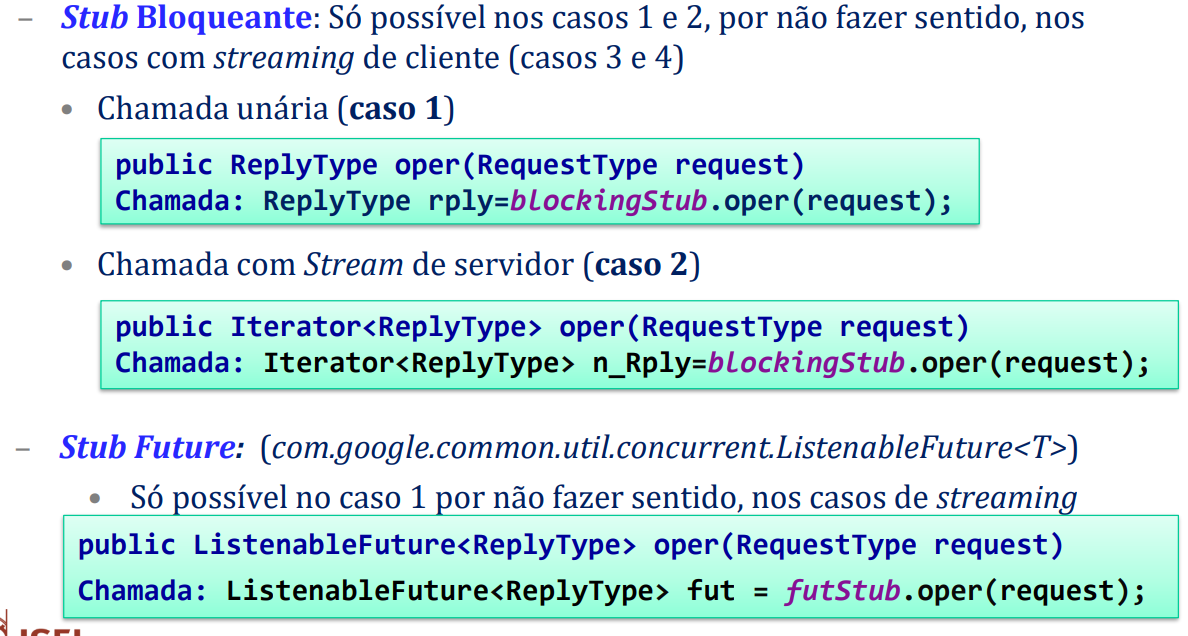 – Stub Bloqueante: Só possível nos casos 1 e 2, por não fazer sentido, nos
casos com streaming de cliente (casos 3 e 4)
• Chamada unária (caso 1)
public ReplyType oper(RequestType request)
Chamada: ReplyType rply=blockingStub.oper(request);
• Chamada com Stream de servidor (caso 2)
public Iterator<ReplyType> oper(RequestType request)
Chamada: Iterator<ReplyType> n_Rply=blockingStub.oper(request);
– Stub Future: (com.google.common.util.concurrent.ListenableFuture<T>)
• Só possível no caso 1 por não fazer sentido, nos casos de streaming
public ListenableFuture<ReplyType> oper(RequestType request)
Chamada: ListenableFuture<ReplyType> fut = futStub.oper(request);